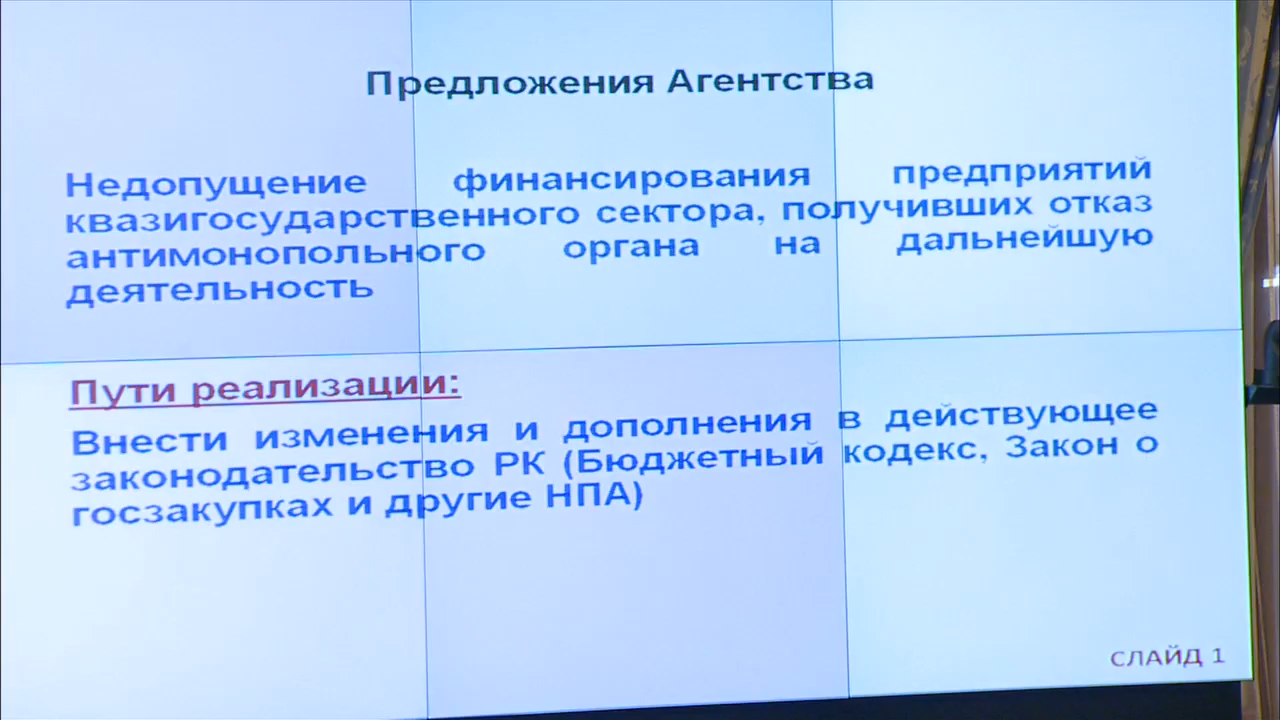 Предложения Агентства
Недопущение финансирования предприятий
квазигосударственного сектора, получивших отказ
антимонопольного органа на дальнейшую
деятельность
Пути реализации:
Внести изменения и дополнения в действующее
законодательство РК (Бюджетный кодекс, Закон о
госзакупках и другие НПА)
СЛАЙД 1